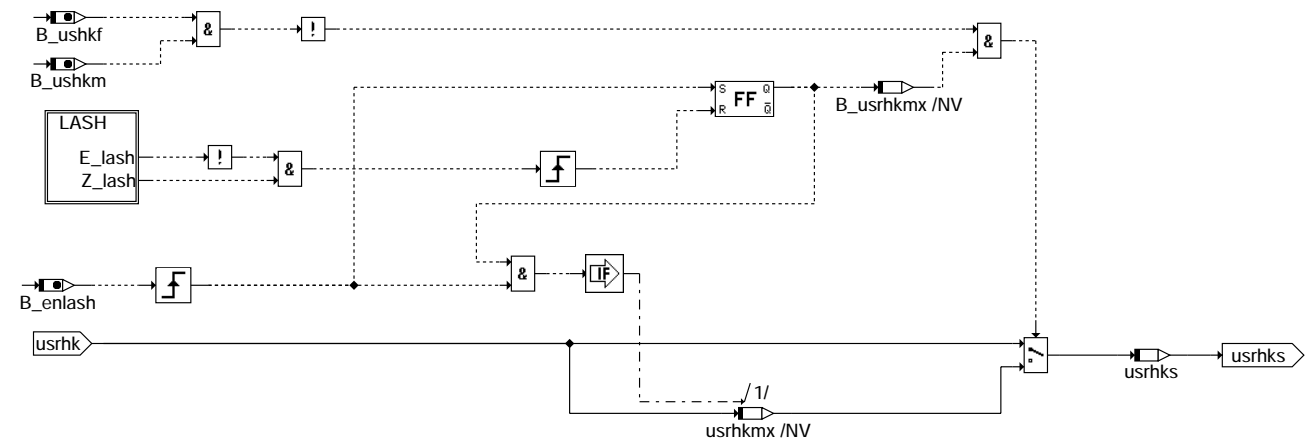 B_ushkf
&
!
&
B_ushkm
S Q
FF
R Q̅
B_usrhkmx /NV
LASH
E_lash
!
&
Z_lash
&
IF
B_enlash
usrhk
usrhks
usrhks
/1/
usrhkmx /NV